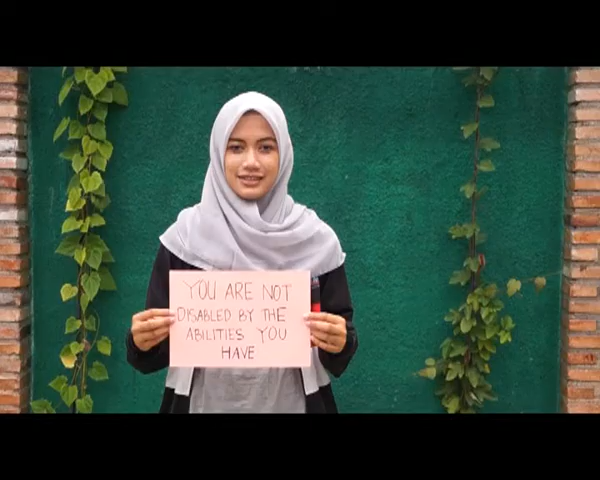 YOU ARE NOT
DISABLED BY THE
ABILITIES YOU
HAVE